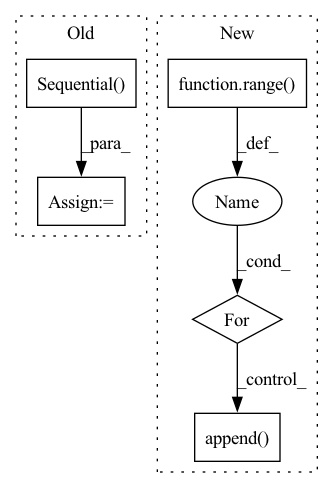 Old
Sequential()
_para_
Assign:=
New
function.range()
_def_
Name
_cond_
For
_control_
append()